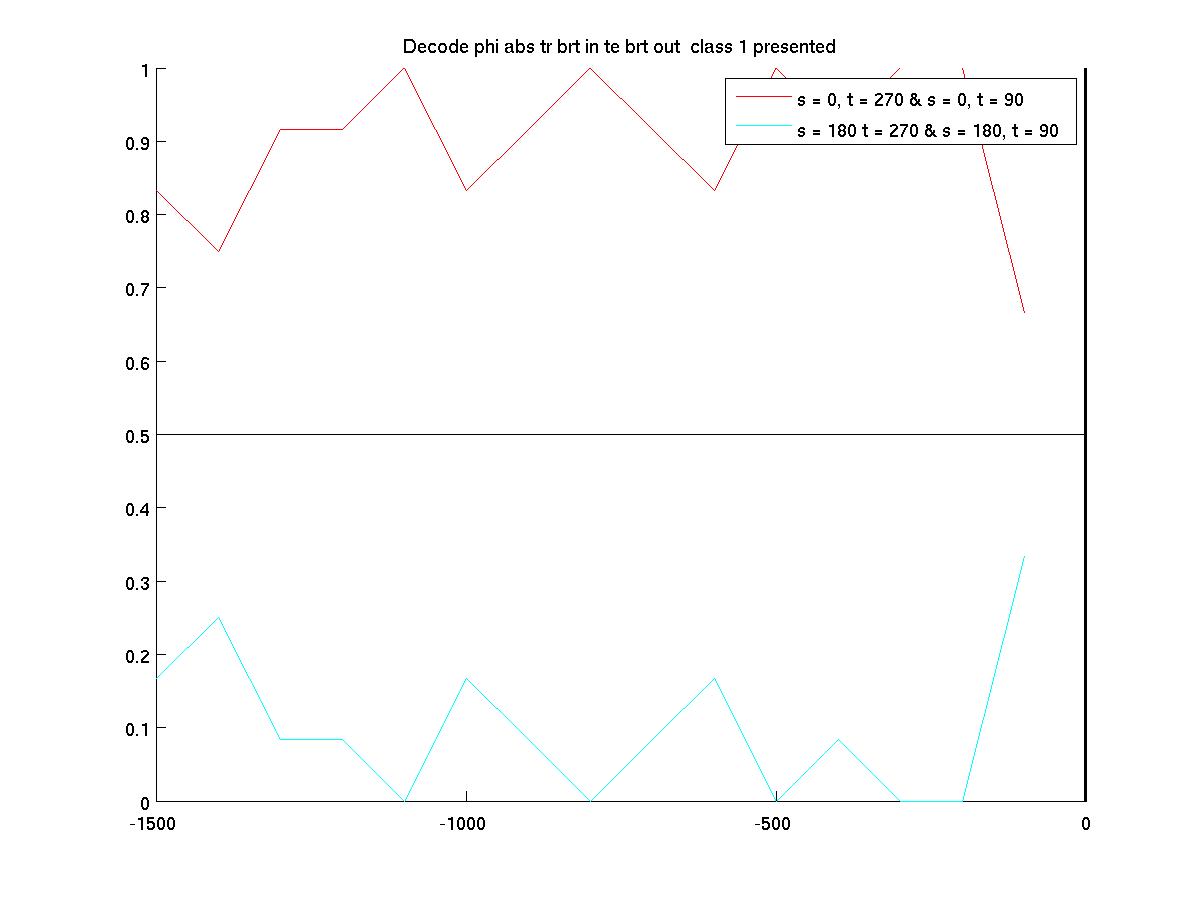 Decode phi abs tr brt in te brt out  class 1 presented
1
s = 0, t = 270 & s = 0, t = 90
s = 180 t = 270 & s = 180, t = 90
0.9
0.8
0.7
0.6
0.5
0.4
0.3
0.2
0.1
0
-1500 -1000 -500 0